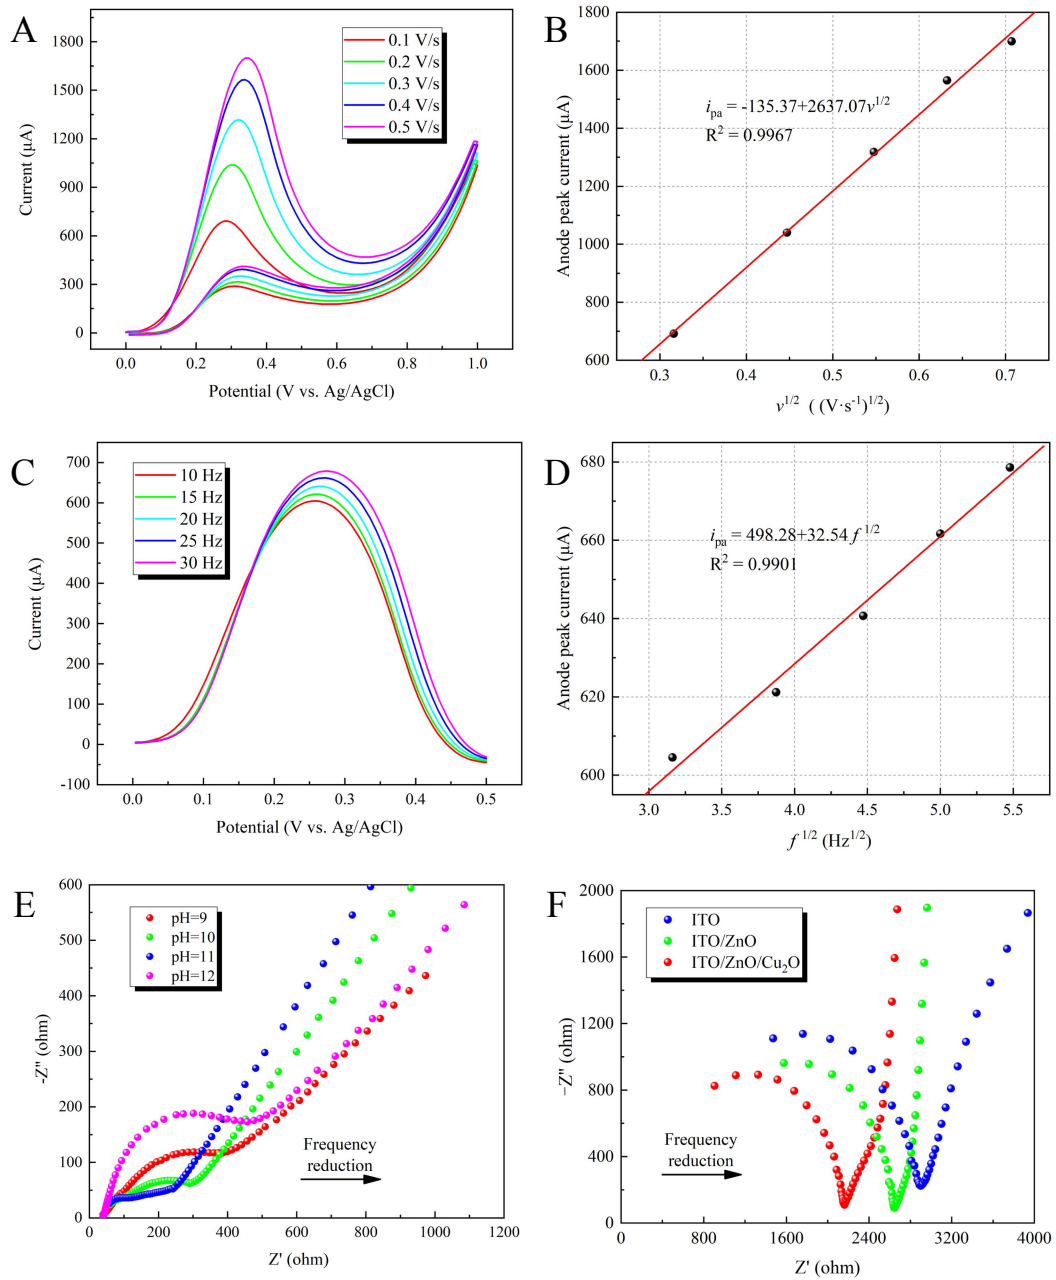 A
1800
1500
1200
900
600
300
0
Current (μA)
0.1 V/s
0.2 V/s
0.3 V/s
0.4 V/s
0.5 V/s
0.0 0.2 0.4 0.6 0.8 1.0
Potential (V vs. Ag/AgCl)
B
1800
1600
1400
1200
1000
800
600
Anode peak current (μA)
i_pa = -135.37+2637.07v^1/2
R² = 0.9967
0.3 0.4 0.5 0.6 0.7
v^1/2 ( (V·s⁻¹)^1/2)
C
700
600
500
400
300
200
100
0
-100
Current (μA)
10 Hz
15 Hz
20 Hz
25 Hz
30 Hz
0.0 0.1 0.2 0.3 0.4 0.5
Potential (V vs. Ag/AgCl)
D
680
660
640
620
600
Anode peak current (μA)
i_pa = 498.28+32.54 f ^1/2
R² = 0.9901
3.0 3.5 4.0 4.5 5.0 5.5
f ^1/2 (Hz^1/2)
E
600
500
400
300
200
100
0
-Z" (ohm)
pH=9
pH=10
pH=11
pH=12
Frequency
reduction
0 200 400 600 800 1000 1200
Z' (ohm)
F
2000
1600
1200
800
400
0
−Z" (ohm)
ITO
ITO/ZnO
ITO/ZnO/Cu₂O
Frequency
reduction
0 800 1600 2400 3200 4000
Z' (ohm)